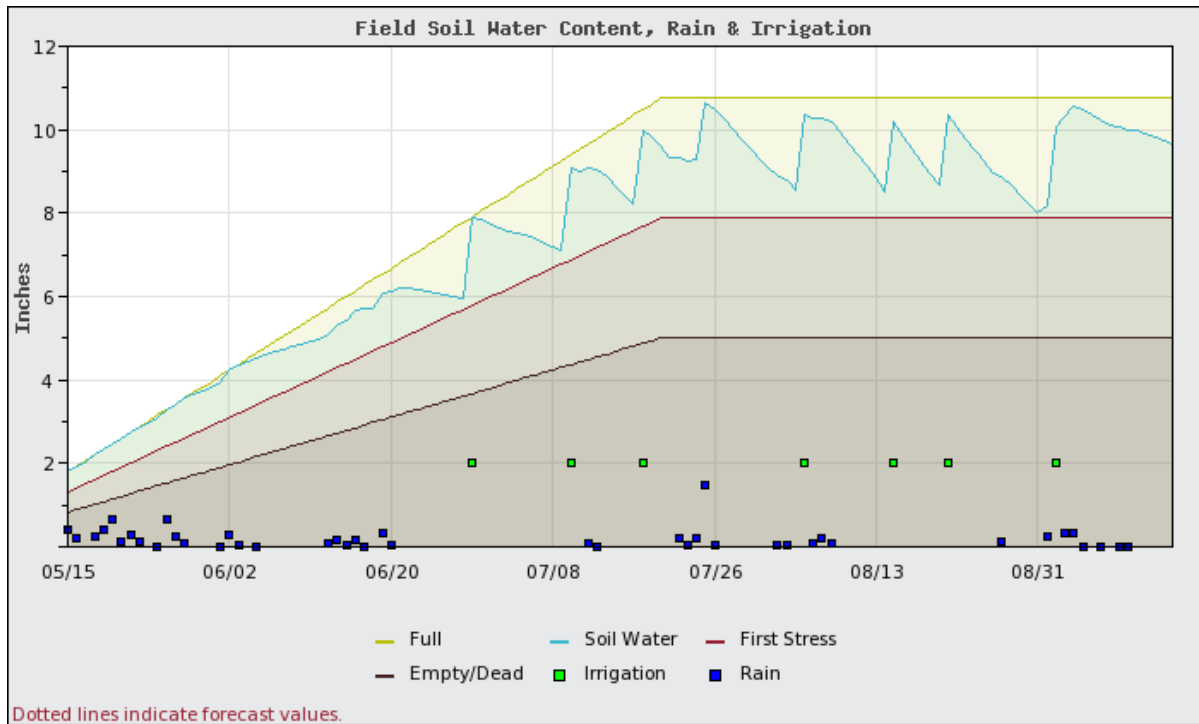 Field Soil Water Content, Rain & Irrigation
12
10
8
6
4
2
Inches
05/15 06/02 06/20 07/08 07/26 08/13 08/31
Full Soil Water First Stress
Empty/Dead Irrigation Rain
Dotted lines indicate forecast values.